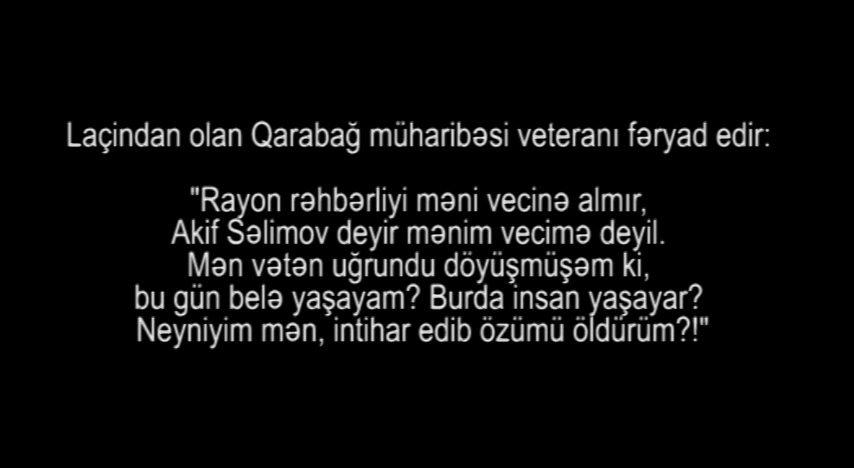 Laçindan olan Qarabağ müharibəsi veteranı fəryad edir:
"Rayon rəhbərliyi məni vecinə almır,
Akif Səlimov deyir mənim vecimə deyil.
Mən vətən uğrundu döyüşmüşəm ki,
bu gün belə yaşayam? Burda insan yaşayar?
Neyniyim mən, intihar edib özümü öldürüm?!"